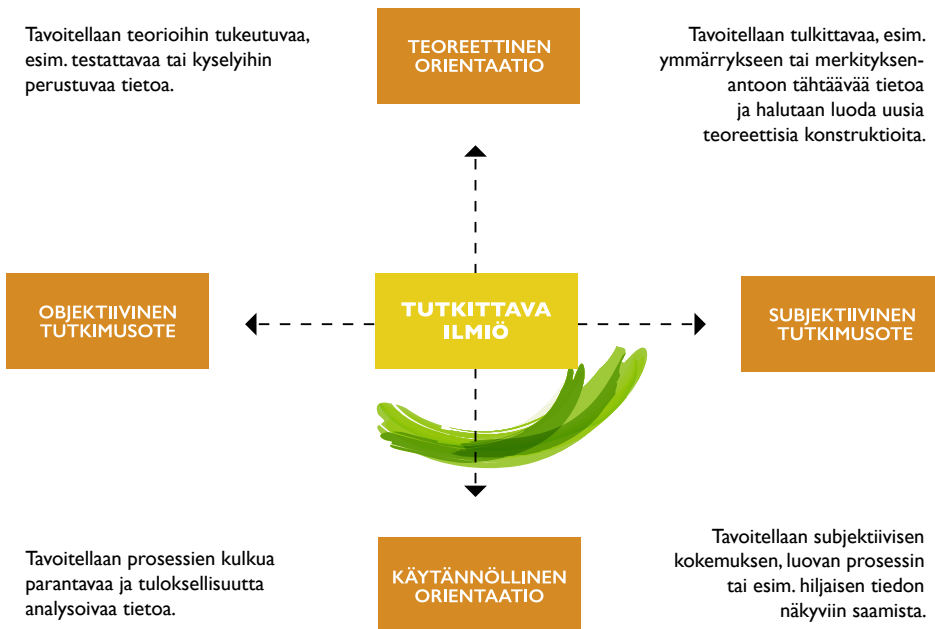 Tavoitellaan teorioihin tukeutuvaa,
esim. testattavaa tai kyselyihin
perustuvaa tietoa.
TEOREETTINEN
ORIENTAATIO
Tavoitellaan tulkittavaa, esim.
ymmärrykseen tai merkityksen-
antoon tähtäävää tietoa
ja halutaan luoda uusia
teoreettisia konstruktioita.
OBJEKTIIVINEN
TUTKIMUSOTE
TUTKITTAVA
ILMIÖ
SUBJEKTIIVINEN
TUTKIMUSOTE
Tavoitellaan prosessien kulkua
parantavaa ja tuloksellisuutta
analysoivaa tietoa.
KÄYTÄNNÖLLINEN
ORIENTAATIO
Tavoitellaan subjektiivisen
kokemuksen, luovan prosessin
tai esim. hiljaisen tiedon
näkyviin saamista.